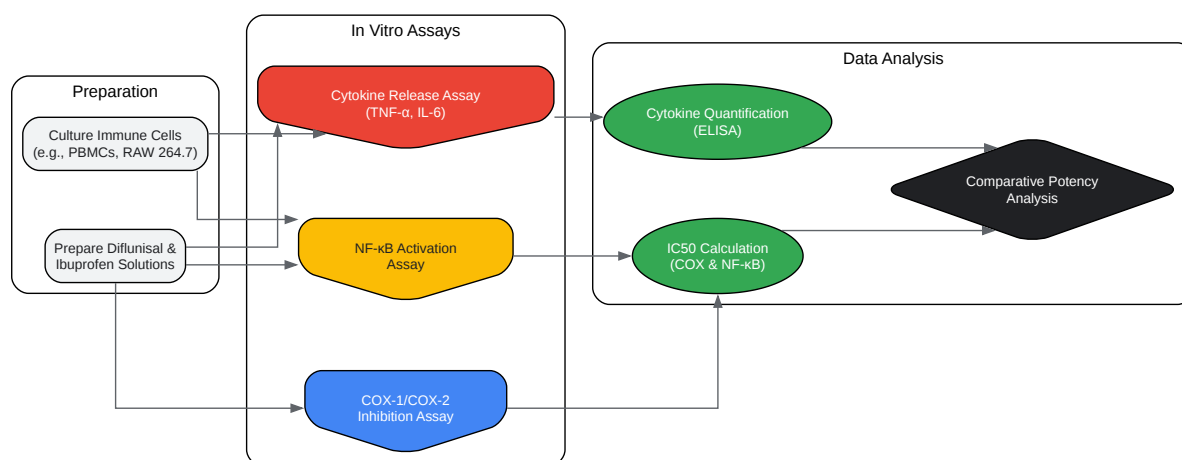 Preparation
Culture Immune Cells
(e.g., PBMCs, RAW 264.7)
Prepare Diflunisal &
Ibuprofen Solutions
In Vitro Assays
Cytokine Release Assay
(TNF-α, IL-6)
NF-κB Activation
Assay
COX-1/COX-2
Inhibition Assay
Data Analysis
Cytokine Quantification
(ELISA)
IC50 Calculation
(COX & NF-κB)
Comparative Potency
Analysis